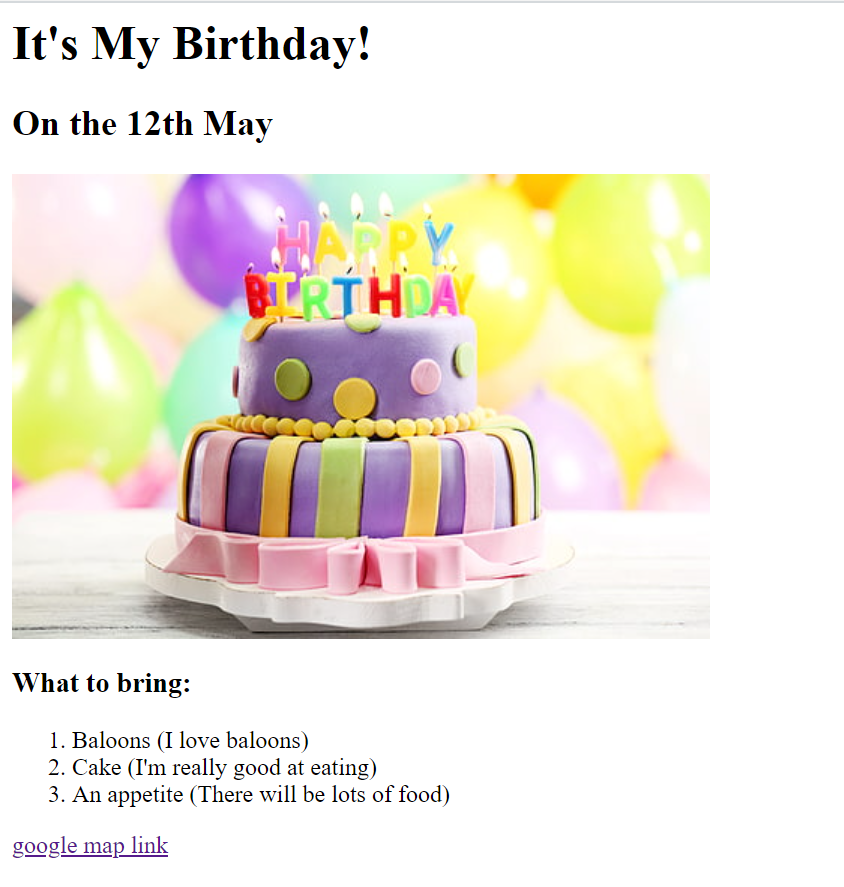 It's My Birthday!
On the 12th May
HAPPY
BIRTHDAY
What to bring:
1. Baloons (I love baloons)
2. Cake (I'm really good at eating)
3. An appetite (There will be lots of food)
google map link